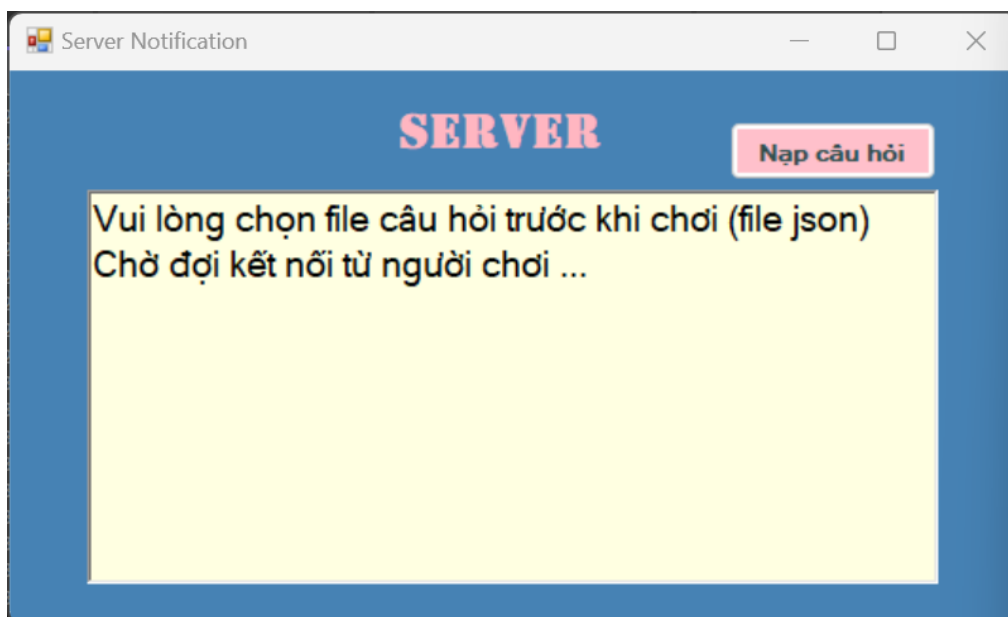 Server Notification
SERVER
Nạp câu hỏi
Vui lòng chọn file câu hỏi trước khi chơi (file json)
Chờ đợi kết nối từ người chơi ...